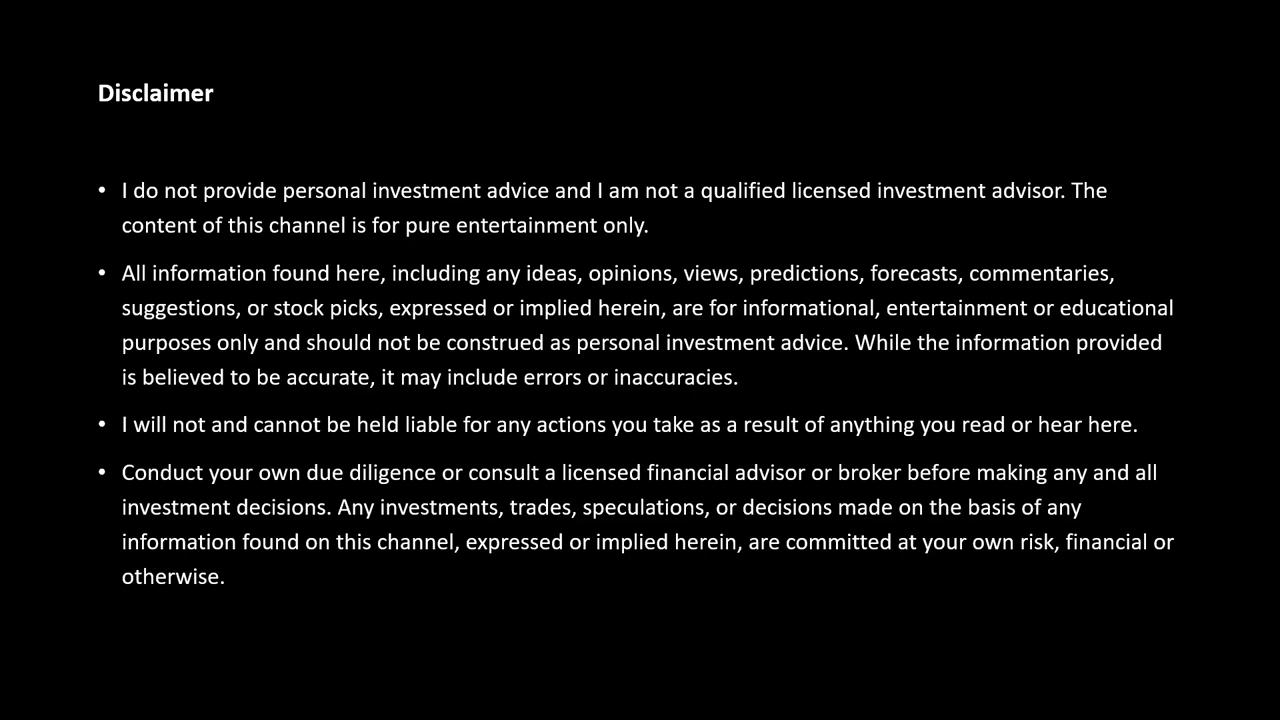 Disclaimer
• I do not provide personal investment advice and I am not a qualified licensed investment advisor. The
content of this channel is for pure entertainment only.
• All information found here, including any ideas, opinions, views, predictions, forecasts, commentaries,
suggestions, or stock picks, expressed or implied herein, are for informational, entertainment or educational
purposes only and should not be construed as personal investment advice. While the information provided
is believed to be accurate, it may include errors or inaccuracies.
• I will not and cannot be held liable for any actions you take as a result of anything you read or hear here.
• Conduct your own due diligence or consult a licensed financial advisor or broker before making any and all
investment decisions. Any investments, trades, speculations, or decisions made on the basis of any
information found on this channel, expressed or implied herein, are committed at your own risk, financial or
otherwise.